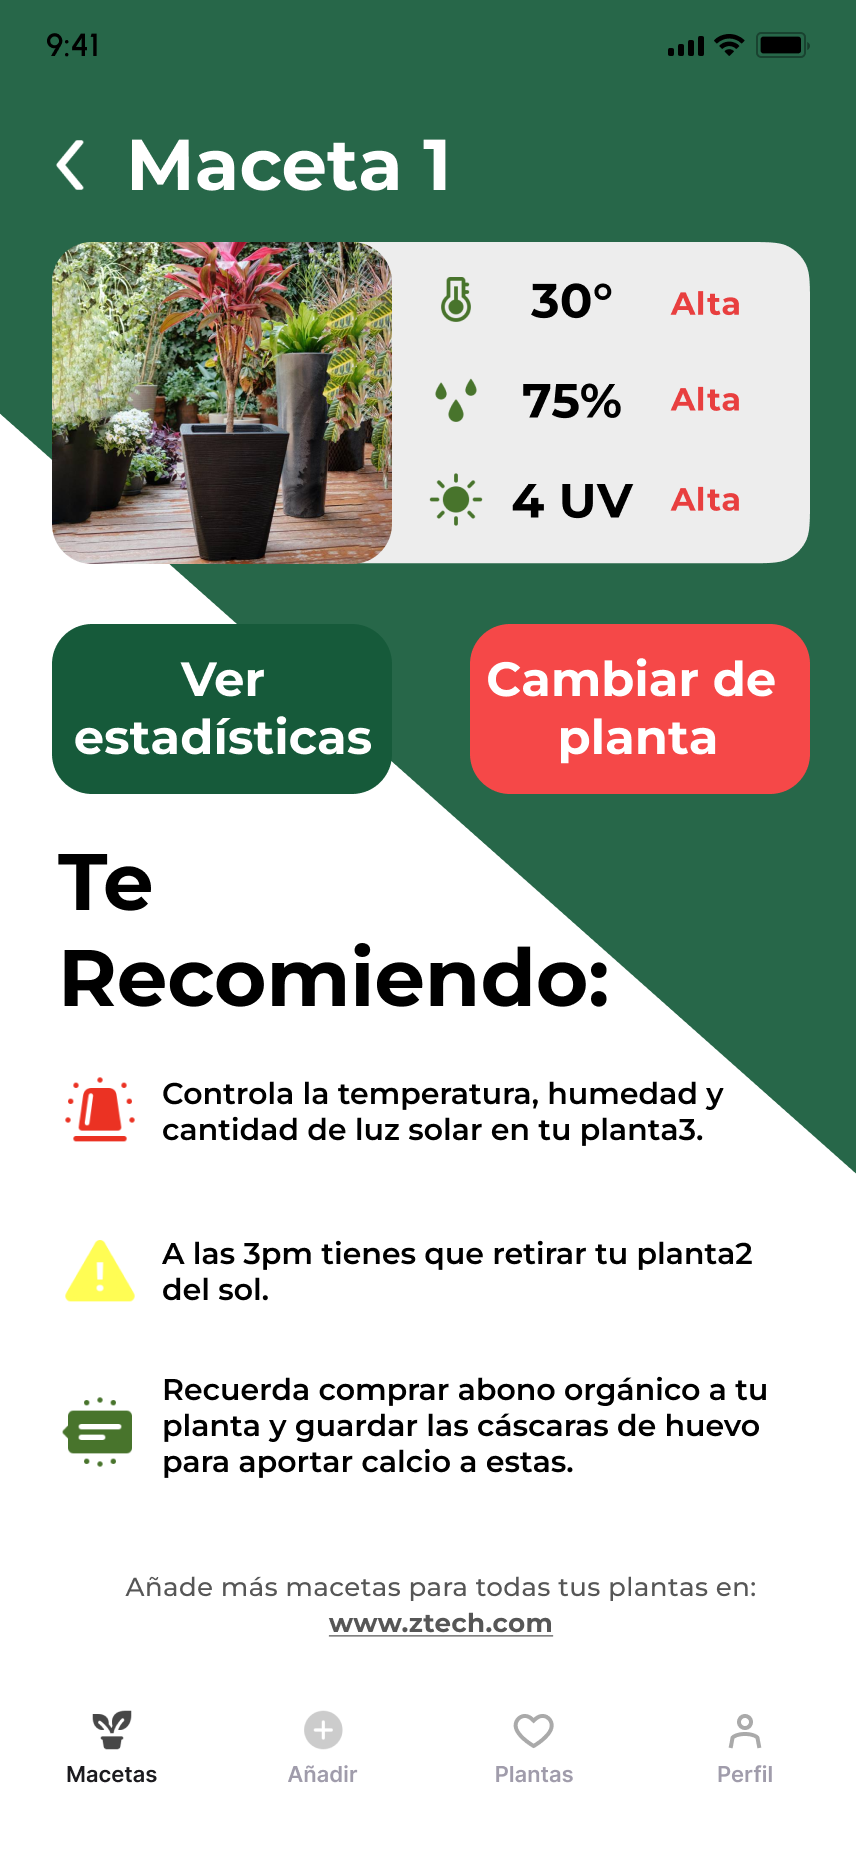 9:41
Maceta 1
30° Alta
75% Alta
4 UV Alta
Ver
estadísticas
Cambiar de
planta
Te
Recomiendo:
Controla la temperatura, humedad y
cantidad de luz solar en tu planta3.
A las 3pm tienes que retirar tu planta2
del sol.
Recuerda comprar abono orgánico a tu
planta y guardar las cáscaras de huevo
para aportar calcio a estas.
Añade más macetas para todas tus plantas en:
www.ztech.com
Macetas Añadir Plantas Perfil